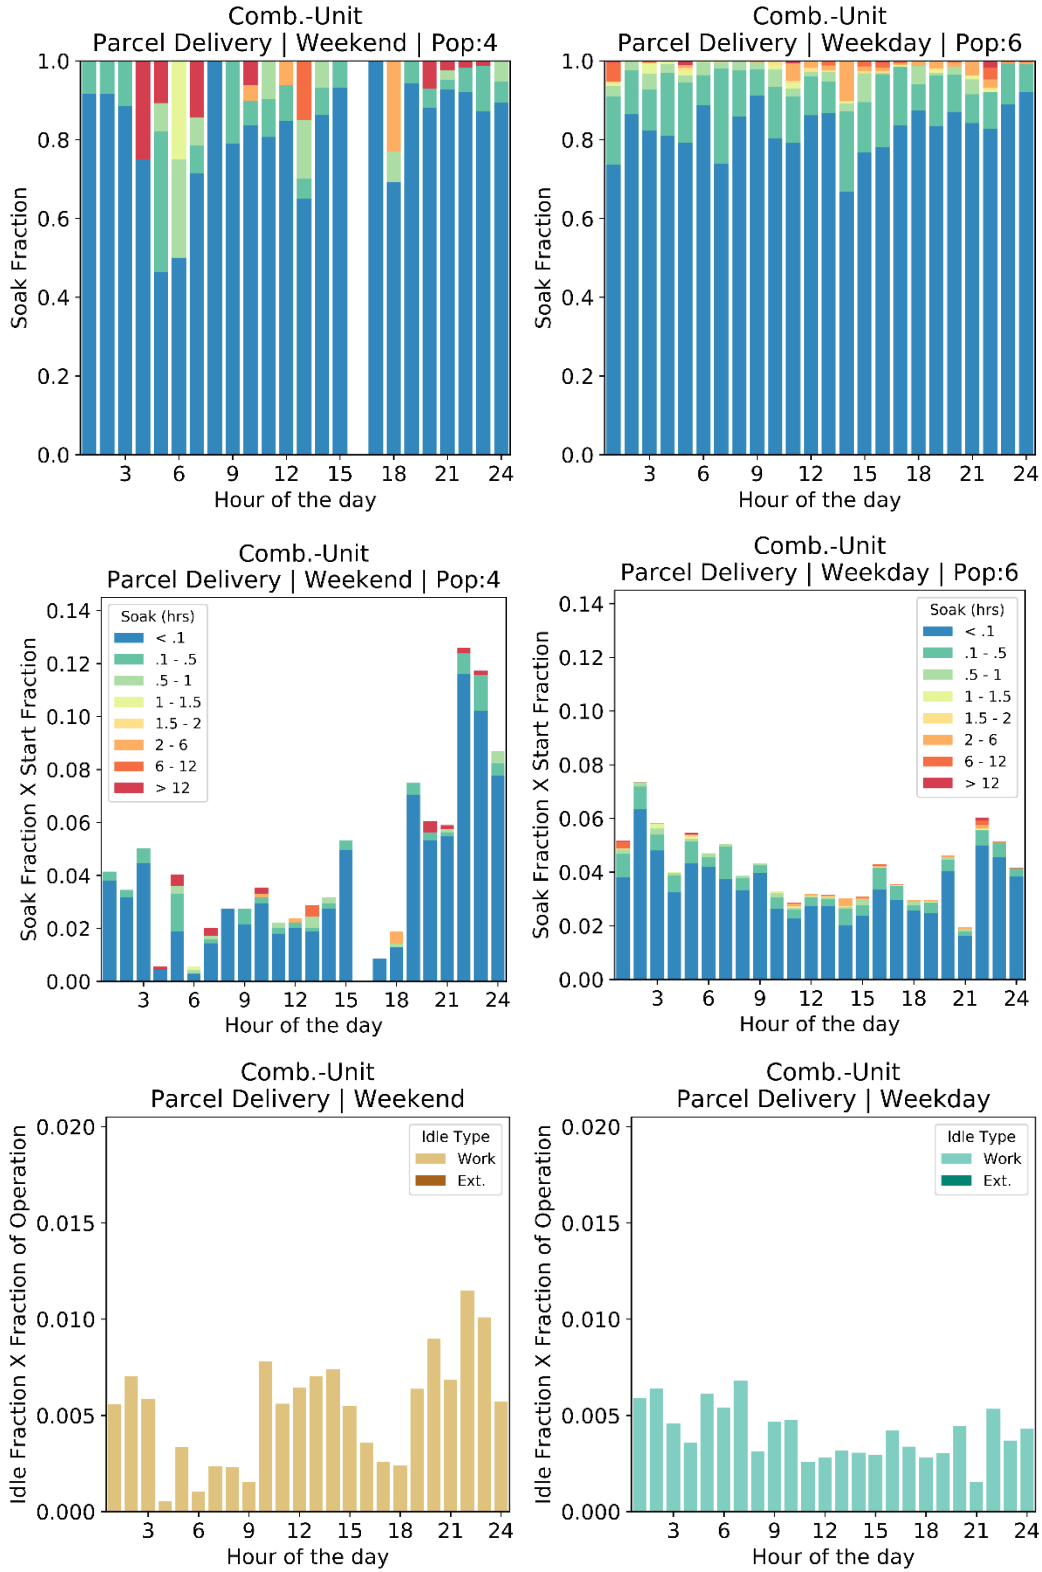 Comb.-Unit
Parcel Delivery | Weekend | Pop:4
1.0
0.8
0.6
0.4
0.2
0.0
Soak Fraction
3 6 9 12 15 18 21 24
Hour of the day
Comb.-Unit
Parcel Delivery | Weekday | Pop:6
1.0
0.8
0.6
0.4
0.2
0.0
Soak Fraction
3 6 9 12 15 18 21 24
Hour of the day
Comb.-Unit
Parcel Delivery | Weekend | Pop:4
0.14
0.12
0.10
0.08
0.06
0.04
0.02
0.00
Soak Fraction X Start Fraction
Soak (hrs)
< .1
.1 - .5
.5 - 1
1 - 1.5
1.5 - 2
2 - 6
6 - 12
> 12
3 6 9 12 15 18 21 24
Hour of the day
Comb.-Unit
Parcel Delivery | Weekday | Pop:6
0.14
0.12
0.10
0.08
0.06
0.04
0.02
0.00
Soak Fraction X Start Fraction
Soak (hrs)
< .1
.1 - .5
.5 - 1
1 - 1.5
1.5 - 2
2 - 6
6 - 12
> 12
3 6 9 12 15 18 21 24
Hour of the day
Comb.-Unit
Parcel Delivery | Weekend
0.020
0.015
0.010
0.005
0.000
Idle Fraction X Fraction of Operation
Idle Type
Work
Ext.
3 6 9 12 15 18 21 24
Hour of the day
Comb.-Unit
Parcel Delivery | Weekday
0.020
0.015
0.010
0.005
0.000
Idle Fraction X Fraction of Operation
Idle Type
Work
Ext.
3 6 9 12 15 18 21 24
Hour of the day